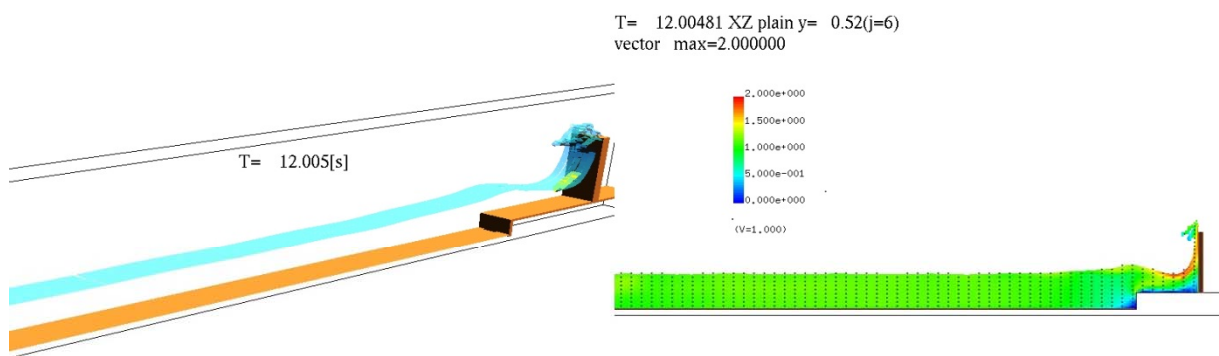 T= 12.005[s]
T= 12.00481 XZ plain y= 0.52(j=6)
vector max=2.000000
2.000e+000
1.500e+000
1.000e+000
5.000e-001
0.000e+000
(V=1.000)